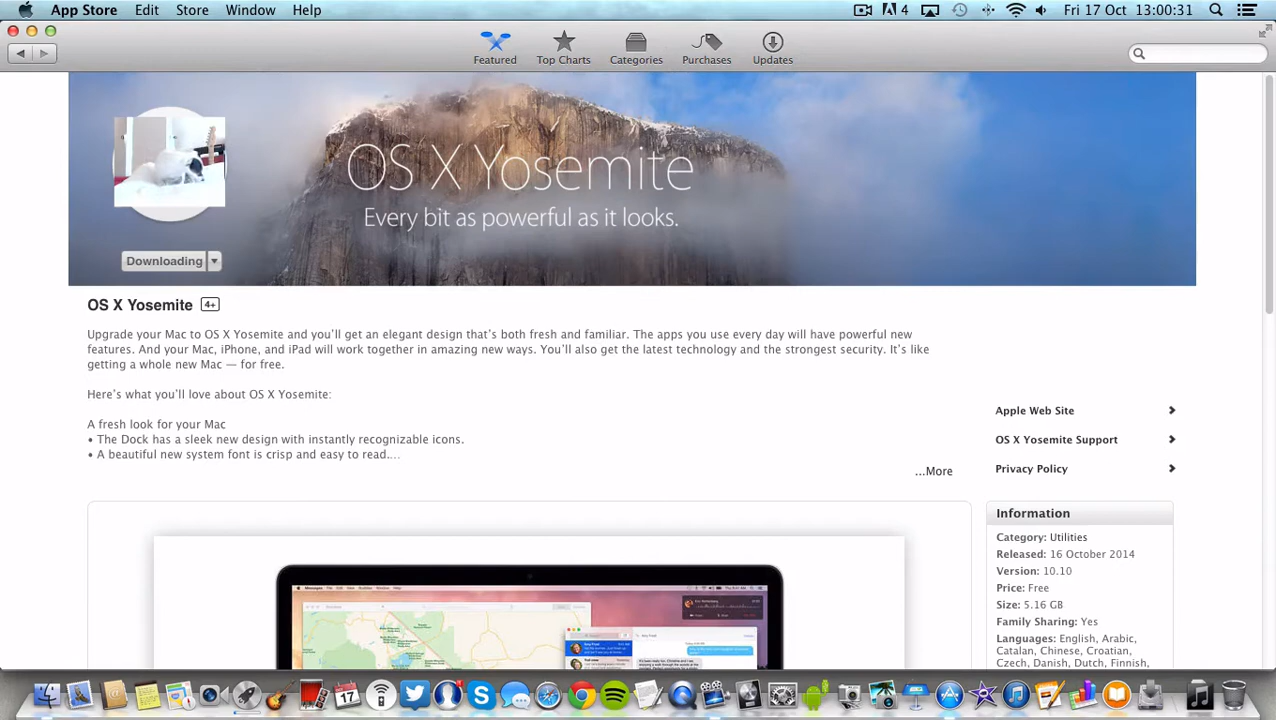 App Store Edit Store Window Help 4 Fri 17 Oct 13:00:31
Featured Top Charts Categories Purchases Updates
OS X Yosemite
Every bit as powerful as it looks.
Downloading
OS X Yosemite 4+
Upgrade your Mac to OS X Yosemite and you'll get an elegant design that's both fresh and familiar. The apps you use every day will have powerful new
features. And your Mac, iPhone, and iPad will work together in amazing new ways. You'll also get the latest technology and the strongest security. It's like
getting a whole new Mac — for free.
Here's what you'll love about OS X Yosemite:
A fresh look for your Mac
• The Dock has a sleek new design with instantly recognizable icons.
• A beautiful new system font is crisp and easy to read....
...More
Apple Web Site
OS X Yosemite Support
Privacy Policy
Information
Category: Utilities
Released: 16 October 2014
Version: 10.10
Price: Free
Size: 5.16 GB
Family Sharing: Yes
Languages: English, Arabic,
Catalan, Chinese, Croatian,
Czech, Danish, Dutch, Finnish,
17